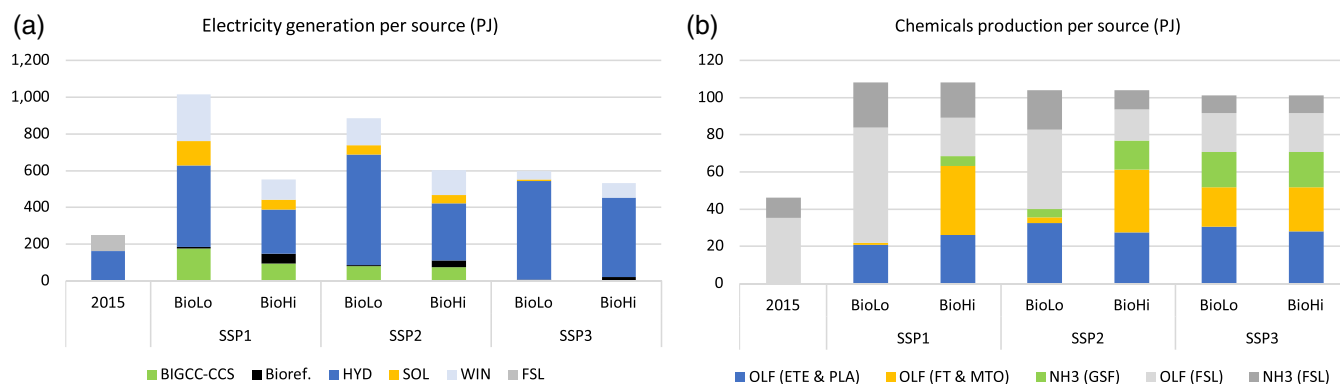 (a) Electricity generation per source (PJ)
1,200
1,000
800
600
400
200
0
2015 BioLo BioHi BioLo BioHi BioLo BioHi
SSP1 SSP2 SSP3
BIGCC-CCS Bioref. HYD SOL WIN FSL
(b) Chemicals production per source (PJ)
120
100
80
60
40
20
0
2015 BioLo BioHi BioLo BioHi BioLo BioHi
SSP1 SSP2 SSP3
OLF (ETE & PLA) OLF (FT & MTO) NH3 (GSF) OLF (FSL) NH3 (FSL)